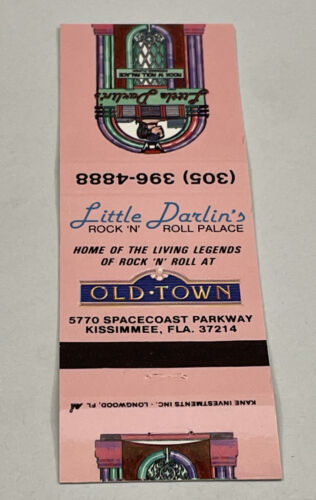 ROCK 'N' ROLL PALACE
Little Darlin's
(305) 396-4888
Little Darlin's
ROCK 'N' ROLL PALACE
HOME OF THE LIVING LEGENDS
OF ROCK 'N' ROLL AT
OLD·TOWN
5770 SPACECOAST PARKWAY
KISSIMMEE, FLA. 37214
KANE INVESTMENTS INC. - LONGWOOD, FL